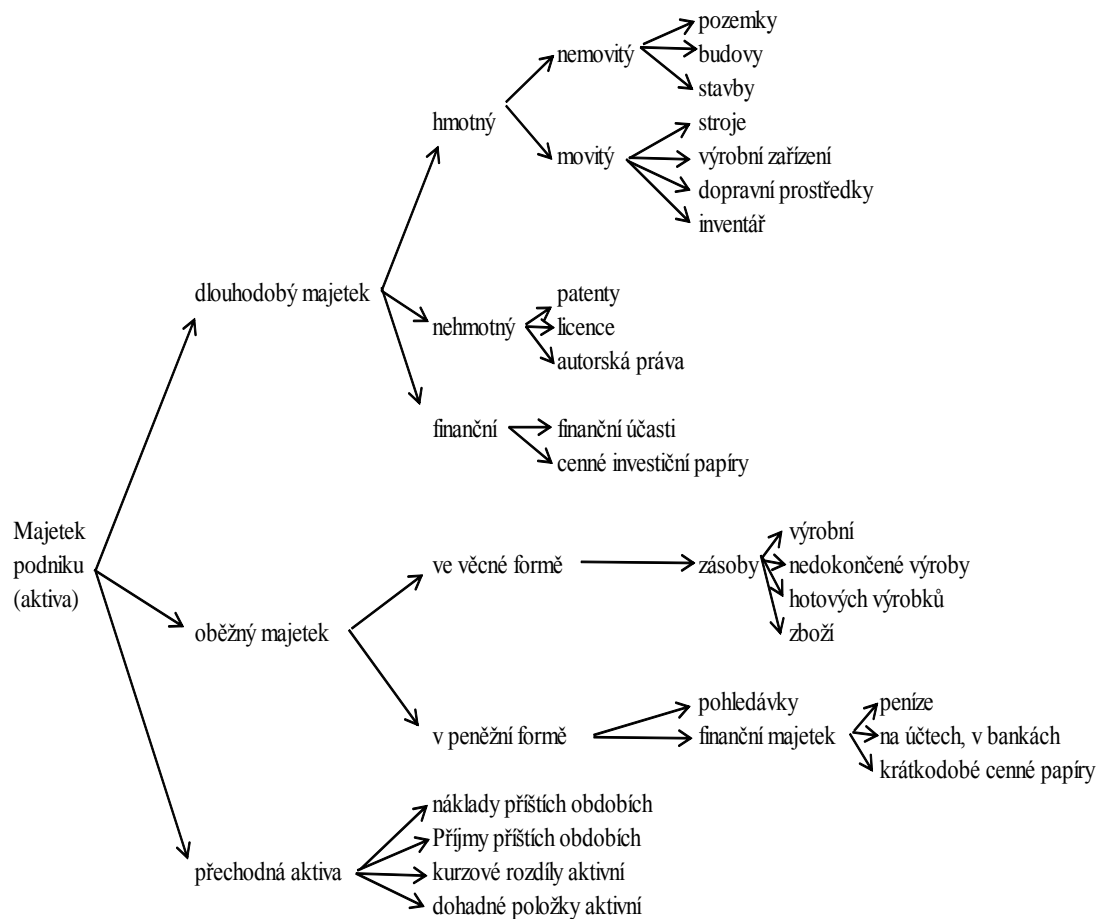 pozemky
nemovitý
budovy
stavby
hmotný
stroje
movitý
výrobní zařízení
dopravní prostředky
inventář
dlouhodobý majetek
patenty
nehmotný
licence
autorská práva
finanční
finanční účasti
cenné investiční papíry
Majetek
podniku
(aktiva)
ve věcné formě
zásoby
výrobní
nedokončené výroby
hotových výrobků
zboží
oběžný majetek
v peněžní formě
pohledávky
finanční majetek
peníze
na účtech, v bankách
krátkodobé cenné papíry
přechodná aktiva
náklady příštích obdobích
Příjmy příštích obdobích
kurzové rozdíly aktivní
dohadné položky aktivní